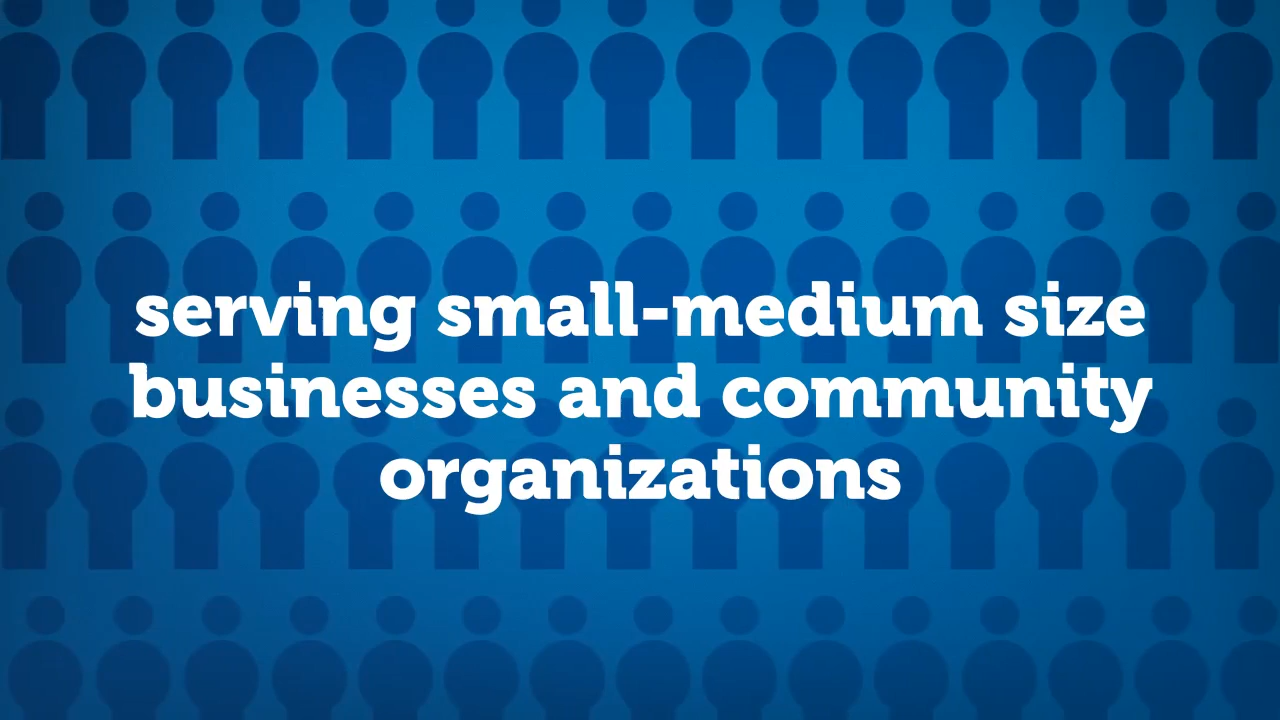 serving small-medium size
businesses and community
organizations